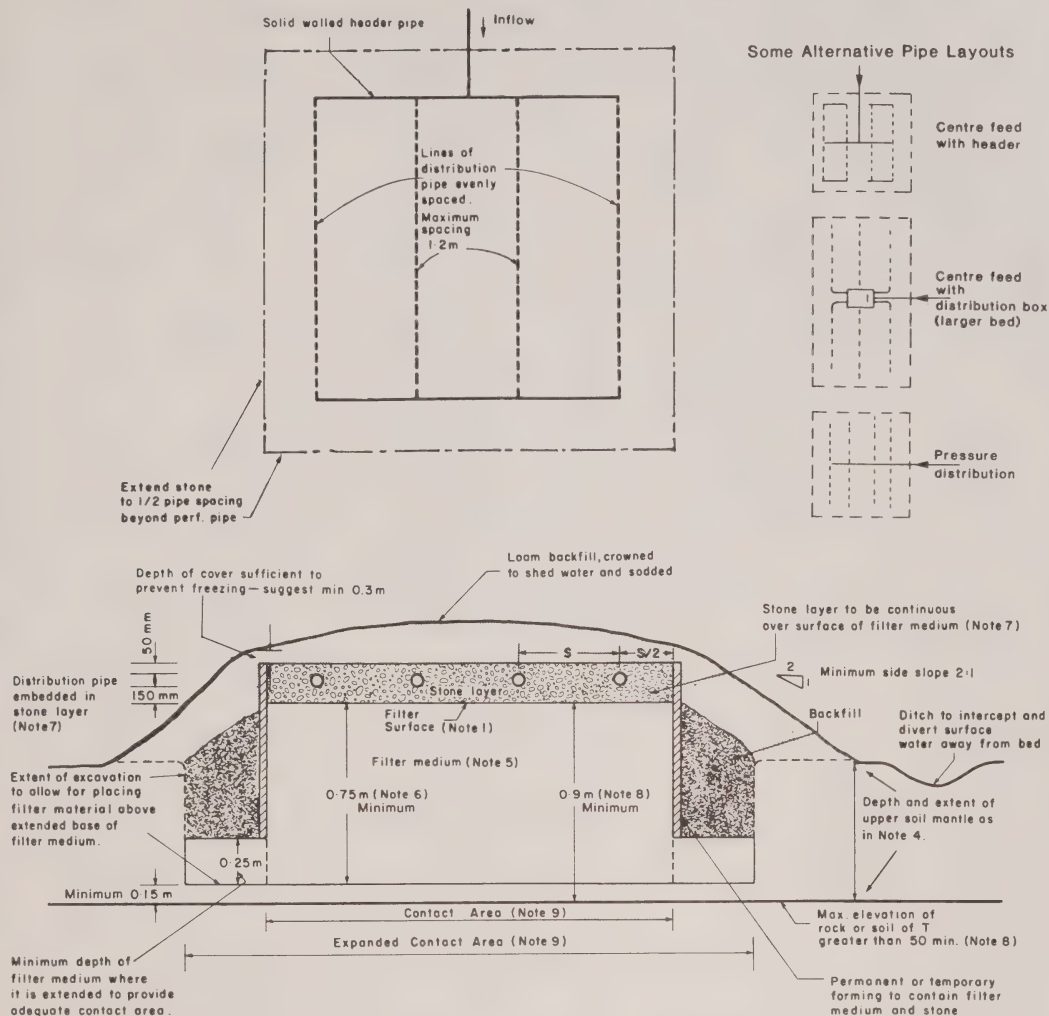 Solid walled header pipe
Inflow
Some Alternative Pipe Layouts
Centre feed
with header
Lines of
distribution
pipe evenly
spaced.
Maximum
spacing
1·2m
Centre feed
with
distribution box
(larger bed)
Pressure
distribution
Extend stone
to 1/2 pipe spacing
beyond perf. pipe
Loam backfill, crowned
to shed water and sodded
Depth of cover sufficient to
prevent freezing — suggest min 0.3m
50 mm
150 mm
Distribution pipe
embedded in
stone layer
(Note 7)
S
S/2
Stone layer
Filter
Surface (Note 1)
Filter medium (Note 5)
0·75m (Note 6)
Minimum
0·9m (Note 8)
Minimum
Stone layer to be continuous
over surface of filter medium (Note 7)
2
1
Minimum side slope 2:1
Backfill
Ditch to intercept and
divert surface
water away from bed
Extent of excavation
to allow for placing
filter material above
extended base of
filter medium.
Depth and extent of
upper soil mantle as
in Note 4.
0·25m
Minimum 0·15m
Contact Area (Note 9)
Expanded Contact Area (Note 9)
Max. elevation of
rock or soil of T
greater than 50 min. (Note 8)
Minimum depth of
filter medium where
it is extended to provide
adequate contact area.
Permanent or temporary
forming to contain filter
medium and stone